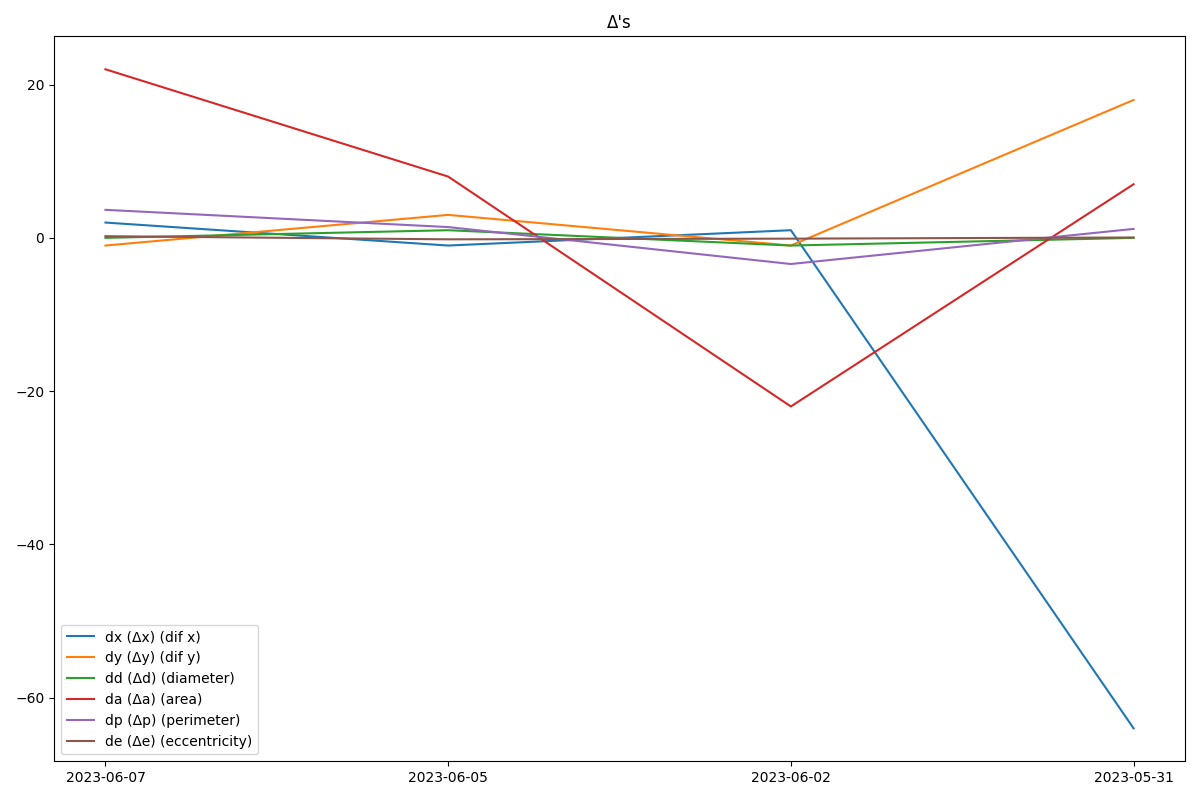 Δ's
20
0
−20
−40
−60
dx (Δx) (dif x)
dy (Δy) (dif y)
dd (Δd) (diameter)
da (Δa) (area)
dp (Δp) (perimeter)
de (Δe) (eccentricity)
2023-06-07 2023-06-05 2023-06-02 2023-05-31